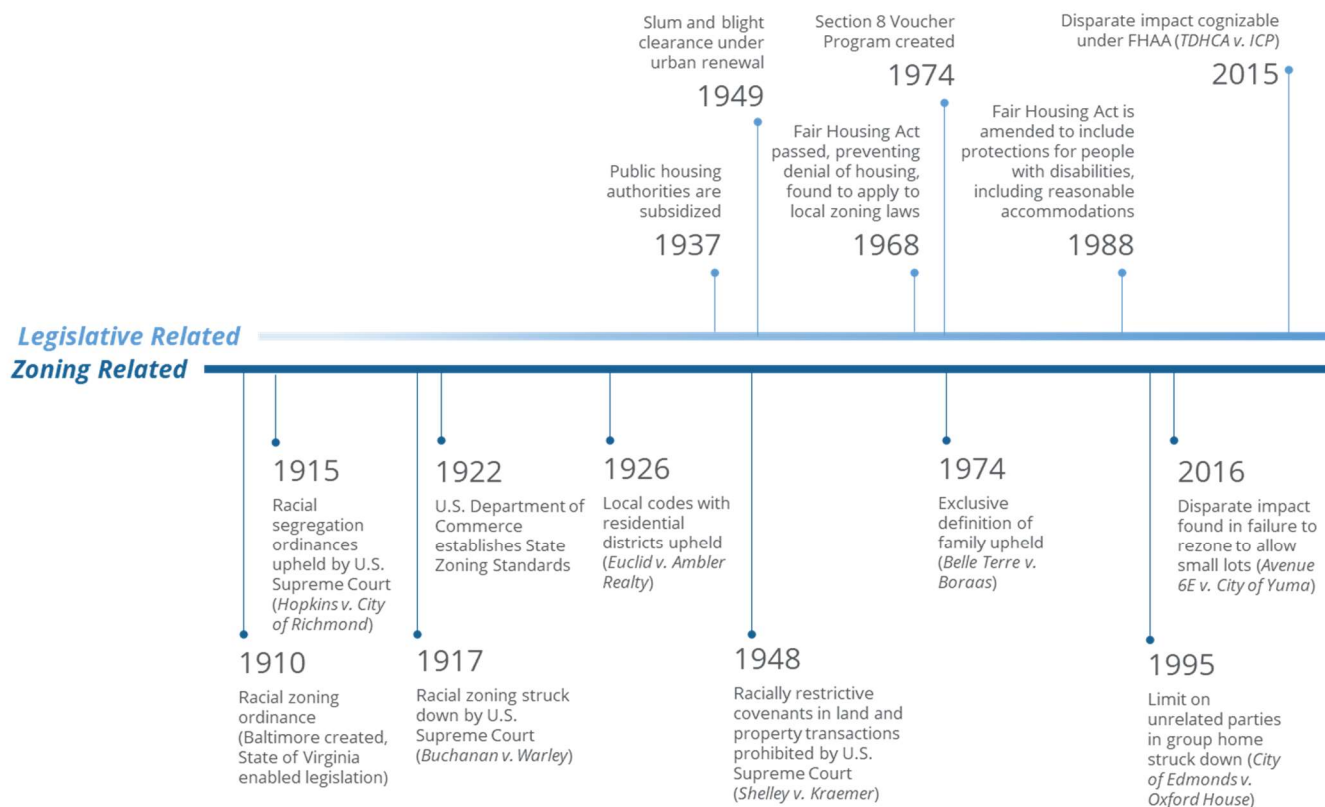 Slum and blight
clearance under
urban renewal
1949
Section 8 Voucher
Program created
1974
Disparate impact cognizable
under FHAA (TDHCA v. ICP)
2015
Public housing
authorities are
subsidized
1937
Fair Housing Act
passed, preventing
denial of housing,
found to apply to
local zoning laws
1968
Fair Housing Act is
amended to include
protections for people
with disabilities,
including reasonable
accommodations
1988
Legislative Related
Zoning Related
1915
Racial
segregation
ordinances
upheld by U.S.
Supreme Court
(Hopkins v. City
of Richmond)
1922
U.S. Department of
Commerce
establishes State
Zoning Standards
1926
Local codes with
residential
districts upheld
(Euclid v. Ambler
Realty)
1974
Exclusive
definition of
family upheld
(Belle Terre v.
Boraas)
2016
Disparate impact
found in failure to
rezone to allow
small lots (Avenue
6E v. City of Yuma)
1910
Racial zoning
ordinance
(Baltimore created,
State of Virginia
enabled legislation)
1917
Racial zoning struck
down by U.S.
Supreme Court
(Buchanan v. Warley)
1948
Racially restrictive
covenants in land and
property transactions
prohibited by U.S.
Supreme Court
(Shelley v. Kraemer)
1995
Limit on
unrelated parties
in group home
struck down (City
of Edmonds v.
Oxford House)